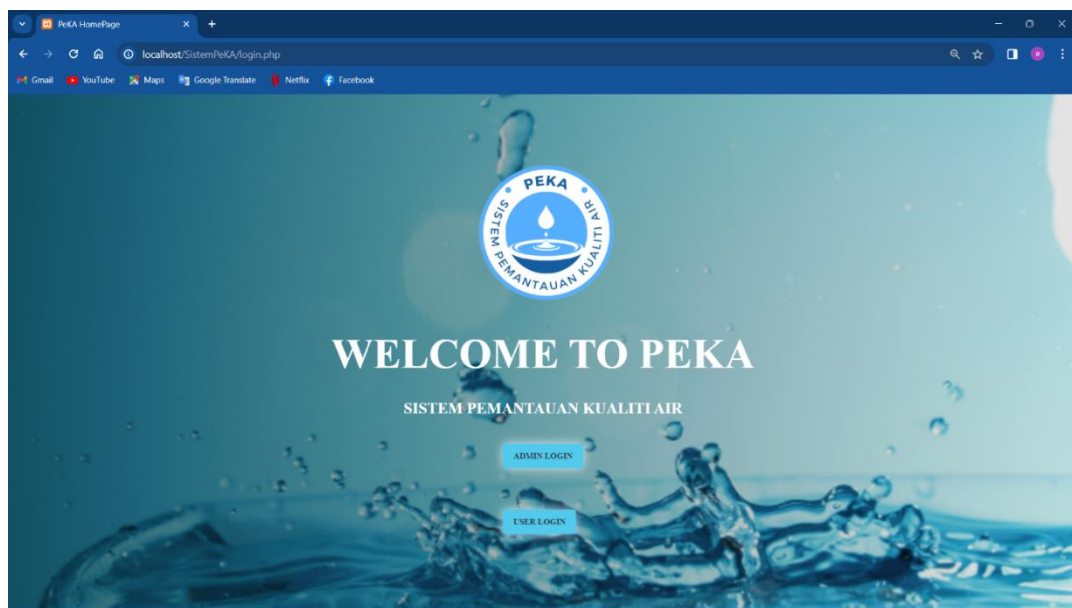 PeKA HomePage
localhost/SistemPeKA/login.php
Gmail YouTube Maps Google Translate Netflix Facebook
PEKA
SISTEM PEMANTAUAN KUALITI AIR
WELCOME TO PEKA
SISTEM PEMANTAUAN KUALITI AIR
ADMIN LOGIN
USER LOGIN